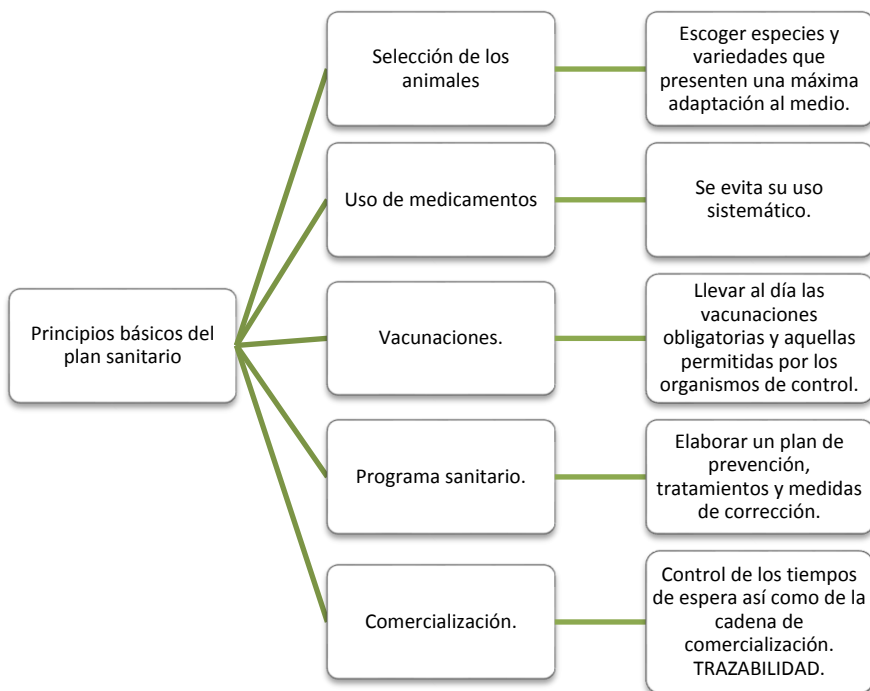 Principios básicos del
plan sanitario
Selección de los
animales
Escoger especies y
variedades que
presenten una máxima
adaptación al medio.
Uso de medicamentos
Se evita su uso
sistemático.
Vacunaciones.
Llevar al día las
vacunaciones
obligatorias y aquellas
permitidas por los
organismos de control.
Programa sanitario.
Elaborar un plan de
prevención,
tratamientos y medidas
de corrección.
Comercialización.
Control de los tiempos
de espera así como de la
cadena de
comercialización.
TRAZABILIDAD.